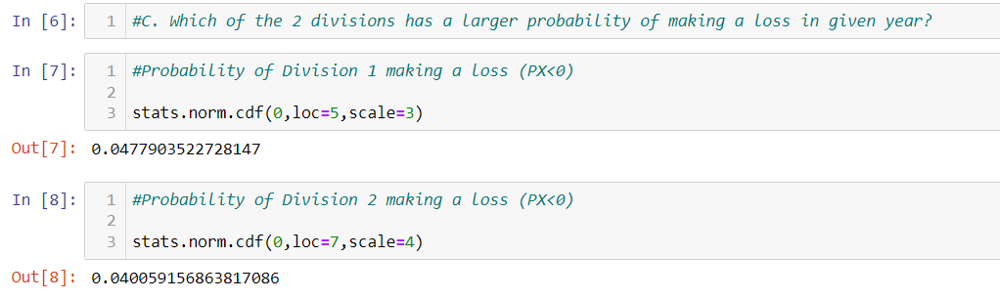 In [6]: 1 #C. Which of the 2 divisions has a larger probability of making a loss in given year?
In [7]: 1 #Probability of Division 1 making a loss (PX<0)
2
3 stats.norm.cdf(0,loc=5,scale=3)
Out[7]: 0.0477903522728147
In [8]: 1 #Probability of Division 2 making a loss (PX<0)
2
3 stats.norm.cdf(0,loc=7,scale=4)
Out[8]: 0.040059156863817086